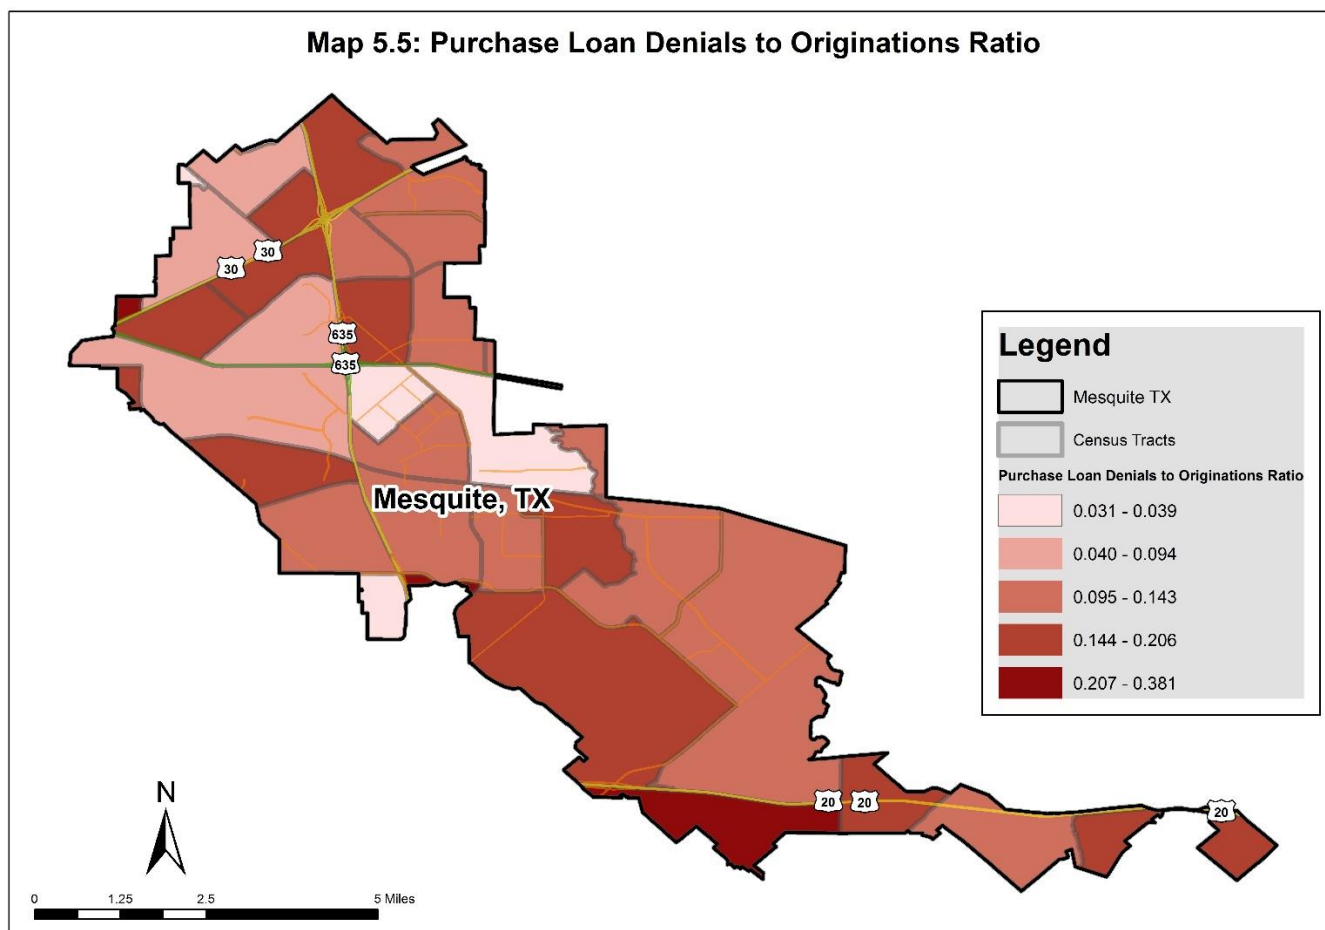 Map 5.5: Purchase Loan Denials to Originations Ratio
30
30
635
635
Mesquite, TX
20
20
20
Legend
Mesquite TX
Census Tracts
Purchase Loan Denials to Originations Ratio
0.031 - 0.039
0.040 - 0.094
0.095 - 0.143
0.144 - 0.206
0.207 - 0.381
N
0 1.25 2.5 5 Miles